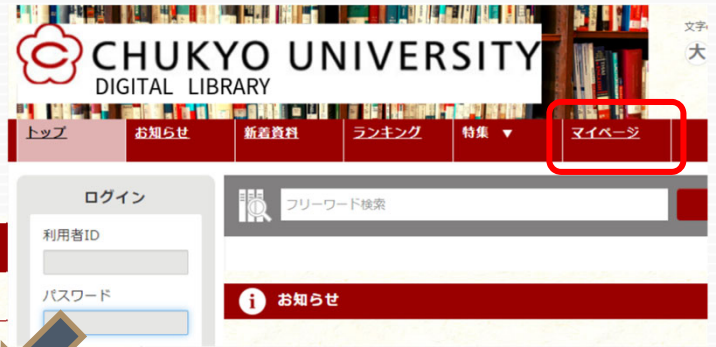 CHUKYO UNIVERSITY
DIGITAL LIBRARY
文字
大
トップ お知らせ 新着資料 ランキング 特集 ▼ マイページ
ログイン
フリーワード検索
利用者ID
パスワード
i お知らせ